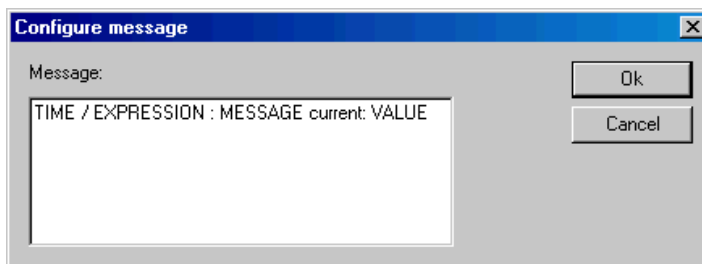 Configure message
Message:
TIME / EXPRESSION : MESSAGE current: VALUE
Ok
Cancel